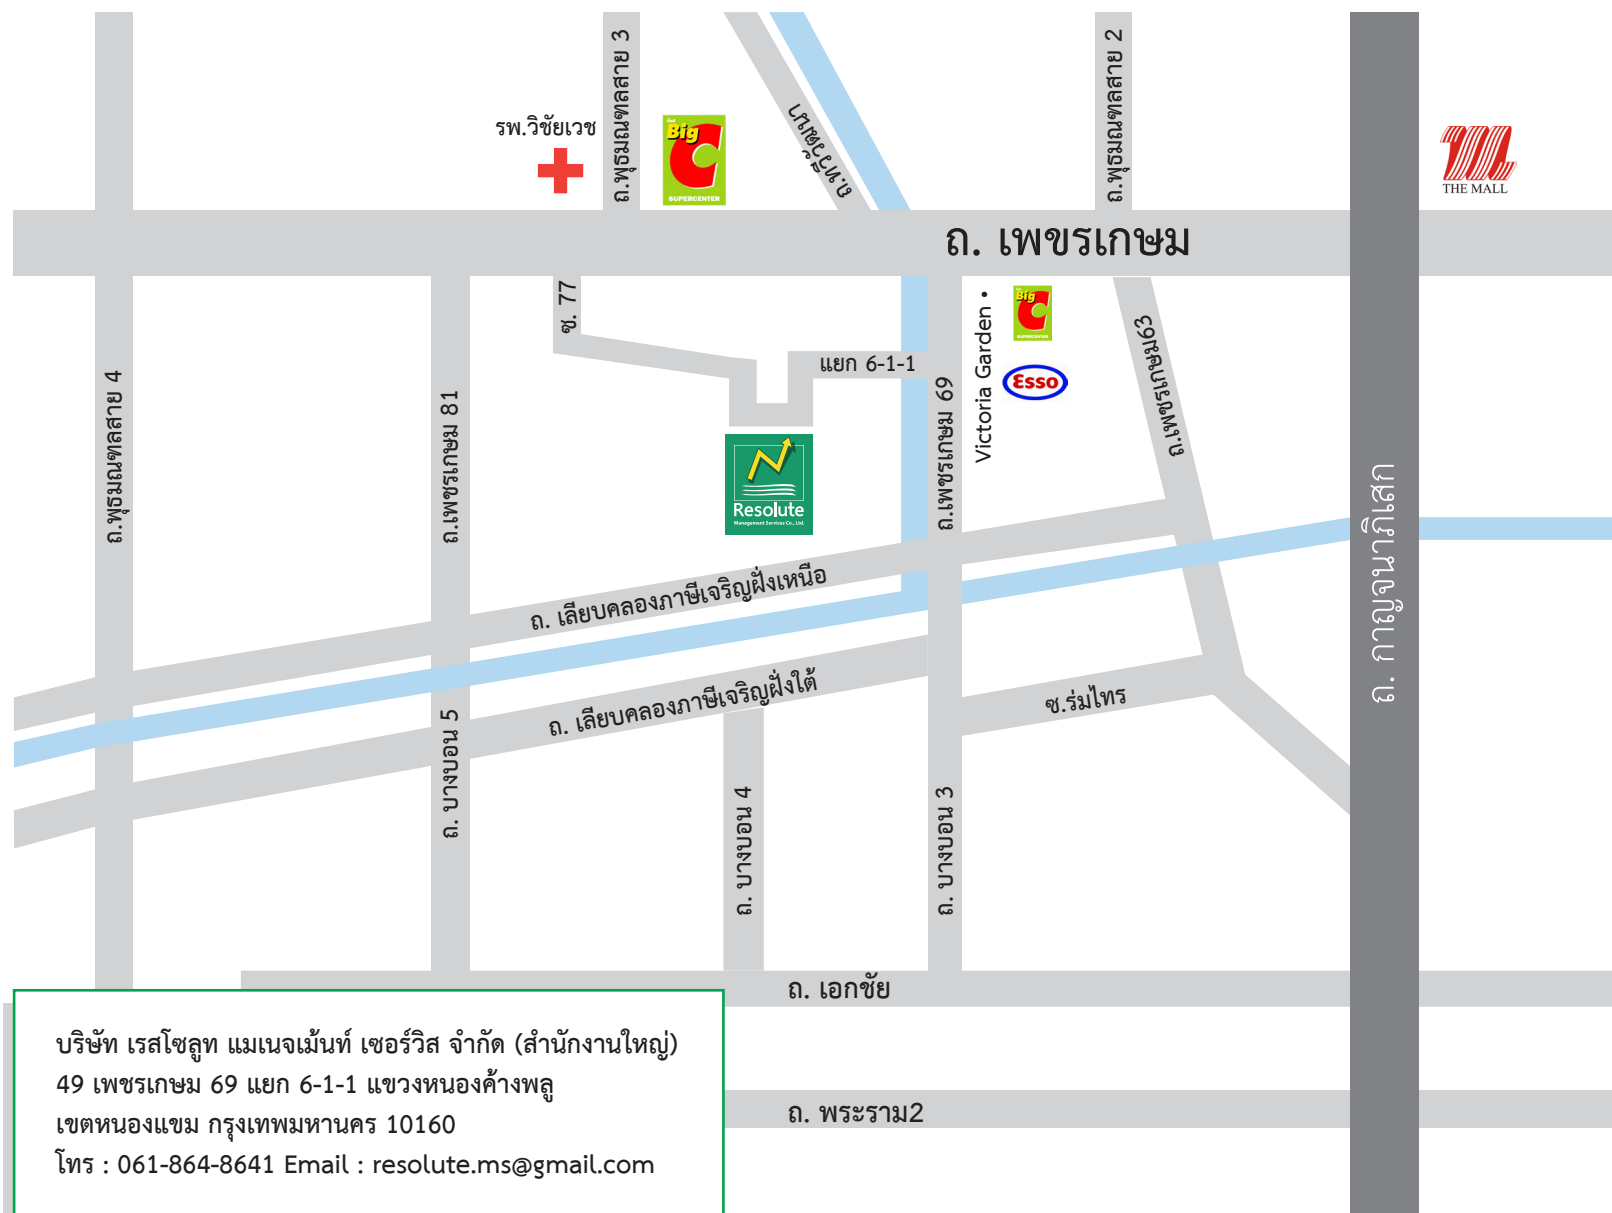 ถ.พุธมณฑลสาย 3
รพ.วิชัยเวช
Big
C
SUPERCENTER
ถ.ทวีวัฒนา
ถ.พุธมณฑลสาย 2
THE MALL
ถ. เพชรเกษม
ซ. 77
แยก 6-1-1
Victoria Garden •
Big
C
SUPERCENTER
Esso
ถ.เพชรเกษม63
ถ.พุธมณฑลสาย 4
ถ.เพชรเกษม 81
ถ.เพชรเกษม 69
Resolute
Management Services Co., Ltd.
ถ. กาญจนาภิเสก
ถ. เลียบคลองภาษีเจริญฝั่งเหนือ
ถ. เลียบคลองภาษีเจริญฝั่งใต้
ซ.ร่มไทร
ถ. บางบอน 5
ถ. บางบอน 4
ถ. บางบอน 3
ถ. เอกชัย
ถ. พระราม2
บริษัท เรสโซลูท แมเนจเม้นท์ เซอร์วิส จำกัด (สำนักงานใหญ่)
49 เพชรเกษม 69 แยก 6-1-1 แขวงหนองค้างพลู
เขตหนองแขม กรุงเทพมหานคร 10160
โทร : 061-864-8641 Email : resolute.ms@gmail.com